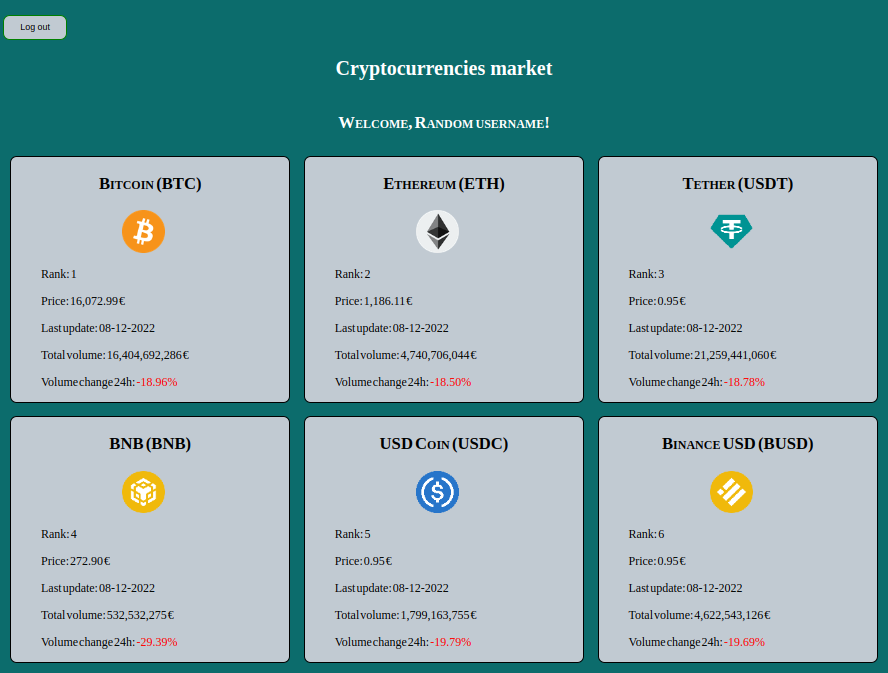 Log out
Cryptocurrencies market
Welcome, Random username!
Bitcoin (BTC)
Rank: 1
Price: 16,072.99€
Last update: 08-12-2022
Total volume: 16,404,692,286€
Volume change 24h: -18.96%
Ethereum (ETH)
Rank: 2
Price: 1,186.11€
Last update: 08-12-2022
Total volume: 4,740,706,044€
Volume change 24h: -18.50%
Tether (USDT)
Rank: 3
Price: 0.95€
Last update: 08-12-2022
Total volume: 21,259,441,060€
Volume change 24h: -18.78%
BNB (BNB)
Rank: 4
Price: 272.90€
Last update: 08-12-2022
Total volume: 532,532,275€
Volume change 24h: -29.39%
USD Coin (USDC)
Rank: 5
Price: 0.95€
Last update: 08-12-2022
Total volume: 1,799,163,755€
Volume change 24h: -19.79%
Binance USD (BUSD)
Rank: 6
Price: 0.95€
Last update: 08-12-2022
Total volume: 4,622,543,126€
Volume change 24h: -19.69%